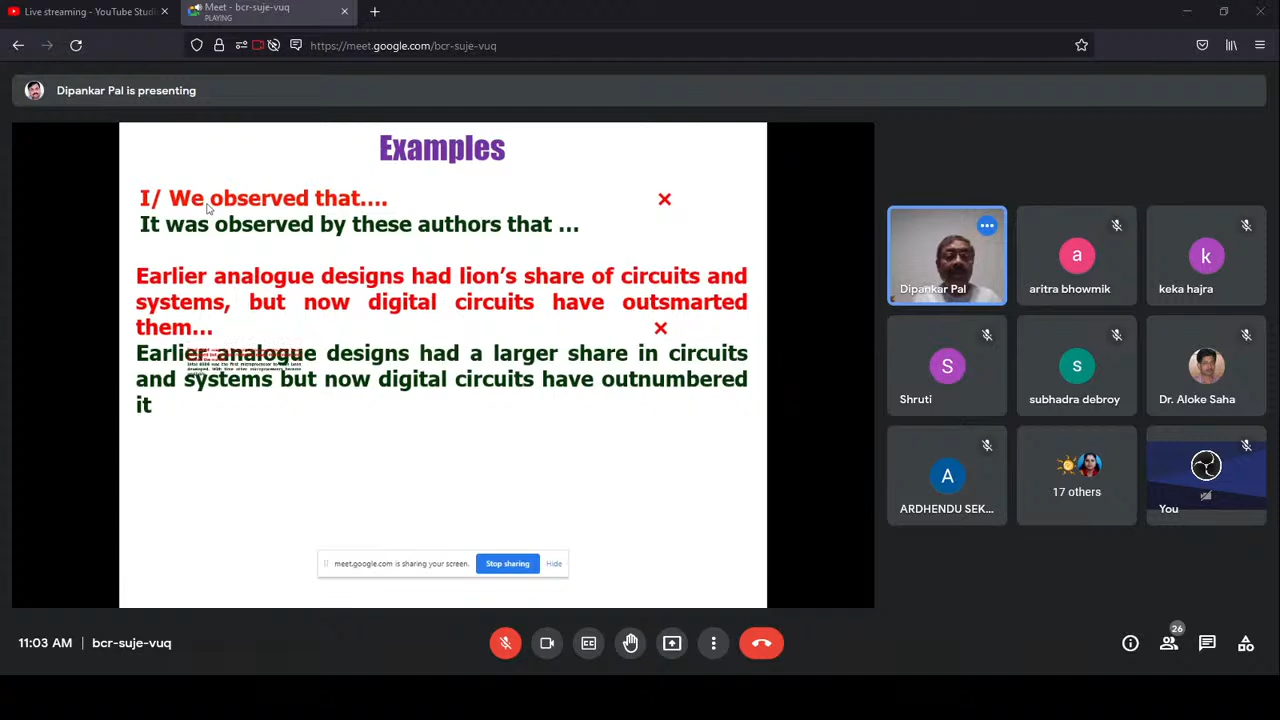 Live streaming - YouTube Studi
Meet - bcr-suje-vuq
PLAYING
https://meet.google.com/bcr-suje-vuq
Dipankar Pal is presenting
Examples
I/ We observed that....
It was observed by these authors that ...
Earlier analogue designs had lion's share of circuits and
systems, but now digital circuits have outsmarted
them...
Earlier analogue designs had a larger share in circuits
and systems but now digital circuits have outnumbered
it
meet.google.com is sharing your screen.
Stop sharing
Hide
Dipankar Pal
a
aritra bhowmik
k
keka hajra
S
Shruti
s
subhadra debroy
Dr. Aloke Saha
A
ARDHENDU SEK...
17 others
You
11:03 AM
bcr-suje-vuq
26